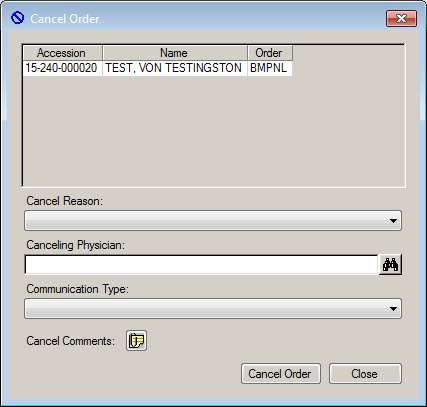 Cancel Order
Accession Name Order
15-240-000020 TEST, VON TESTINGSTON BMPNL
Cancel Reason:
Canceling Physician:
Communication Type:
Cancel Comments:
Cancel Order Close